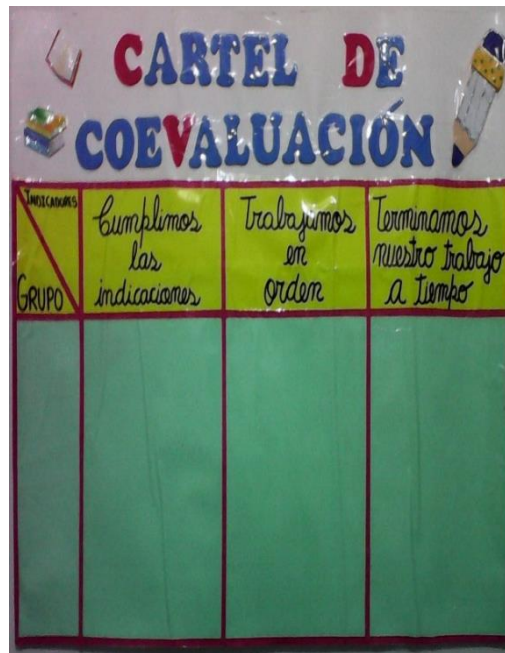 CARTEL DE
COEVALUACIÓN
INDICADORES
GRUPO
Cumplimos
las
indicaciones
Trabajamos
en
orden
Terminamos
nuestro trabajo
a tiempo